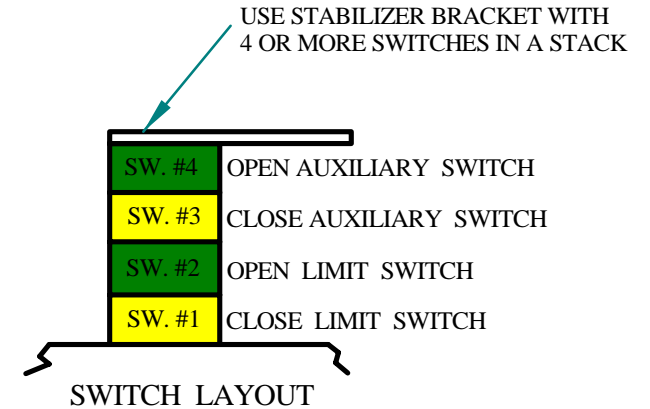 USE STABILIZER BRACKET WITH
4 OR MORE SWITCHES IN A STACK
SW. #4 OPEN AUXILIARY SWITCH
SW. #3 CLOSE AUXILIARY SWITCH
SW. #2 OPEN LIMIT SWITCH
SW. #1 CLOSE LIMIT SWITCH
SWITCH LAYOUT